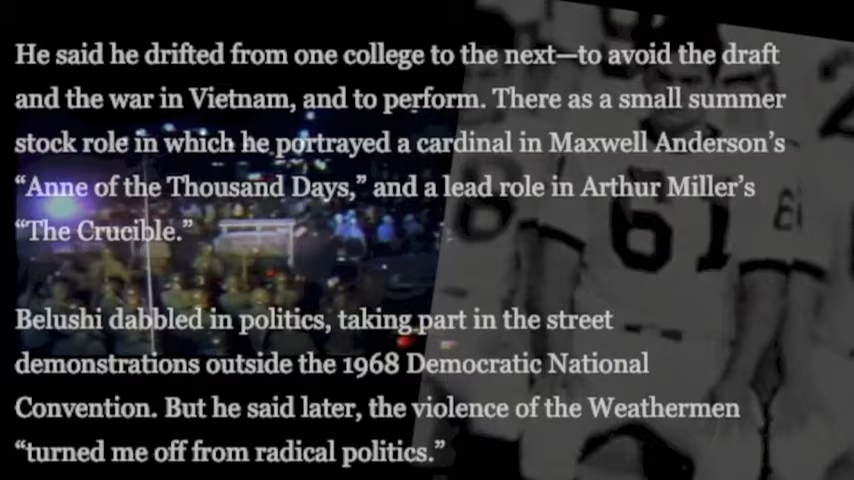 He said he drifted from one college to the next—to avoid the draft
and the war in Vietnam, and to perform. There as a small summer
stock role in which he portrayed a cardinal in Maxwell Anderson's
“Anne of the Thousand Days,” and a lead role in Arthur Miller's
“The Crucible.”
Belushi dabbled in politics, taking part in the street
demonstrations outside the 1968 Democratic National
Convention. But he said later, the violence of the Weathermen
“turned me off from radical politics.”
61
61
8
2